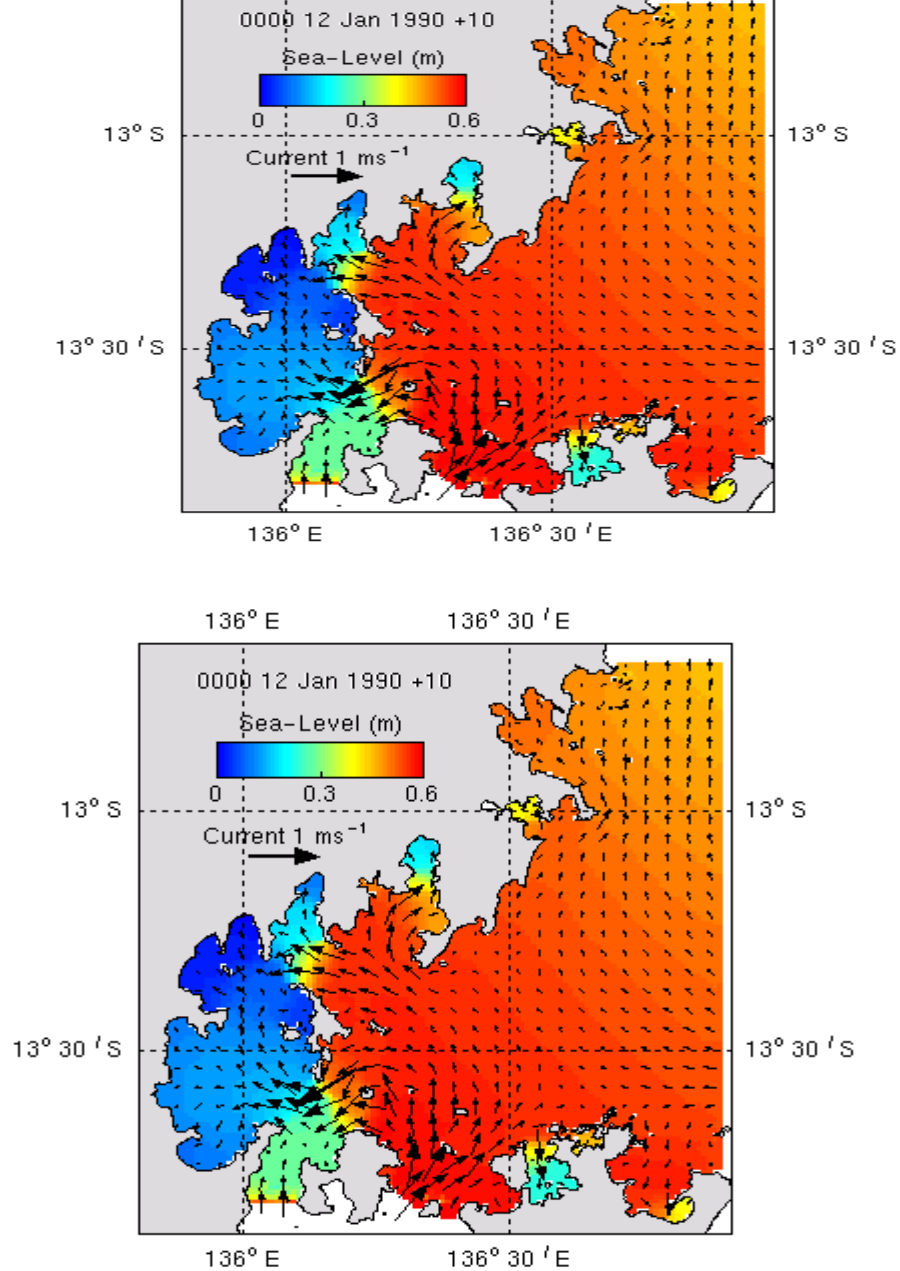 0000 12 Jan 1990 +10
Sea-Level (m)
0 0.3 0.6
13° S 13° S
Current 1 ms⁻¹
13° 30 ′ S 13° 30 ′ S
136° E 136° 30 ′ E
136° E 136° 30 ′ E
0000 12 Jan 1990 +10
Sea-Level (m)
0 0.3 0.6
13° S 13° S
Current 1 ms⁻¹
13° 30 ′ S 13° 30 ′ S
136° E 136° 30 ′ E